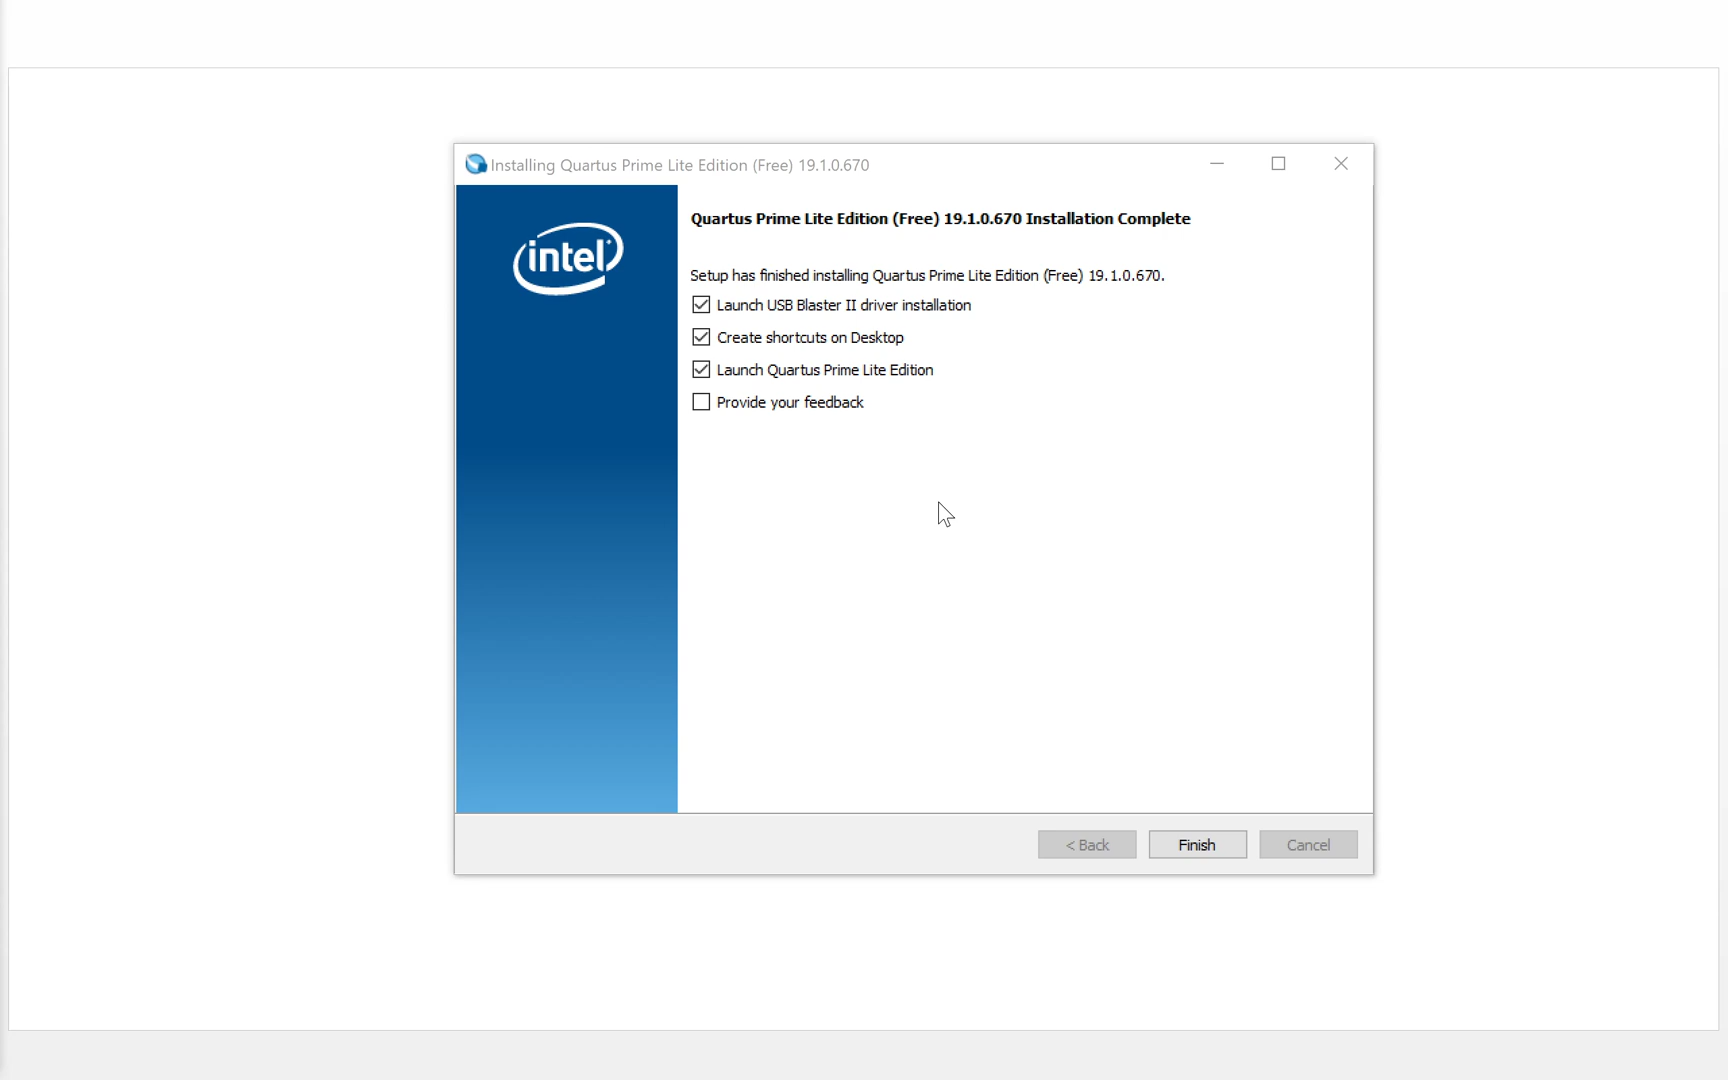 Installing Quartus Prime Lite Edition (Free) 19.1.0.670
intel
Quartus Prime Lite Edition (Free) 19.1.0.670 Installation Complete
Setup has finished installing Quartus Prime Lite Edition (Free) 19.1.0.670.
Launch USB Blaster II driver installation
Create shortcuts on Desktop
Launch Quartus Prime Lite Edition
Provide your feedback
< Back Finish Cancel